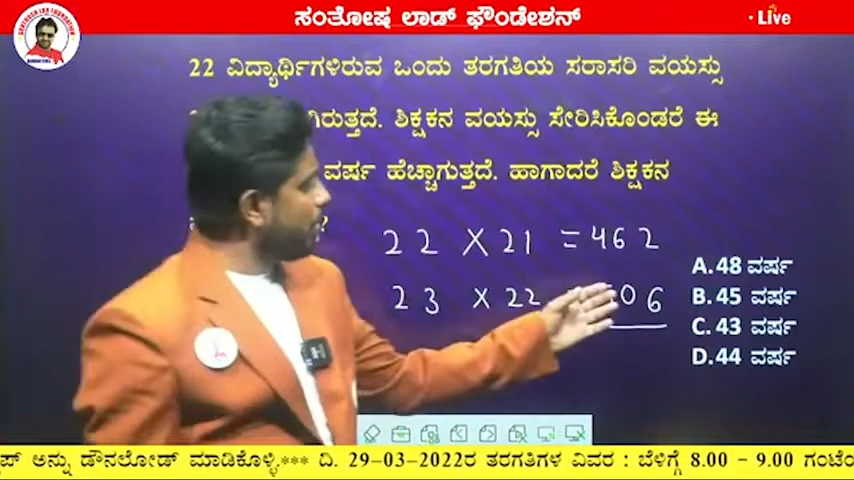 ಸಂತೋಷ ಲಾಡ್ ಫೌಂಡೇಶನ್
Live
22 ವಿದ್ಯಾರ್ಥಿಗಳಿರುವ ಒಂದು ತರಗತಿಯ ಸರಾಸರಿ ವಯಸ್ಸು
ಶಿಕ್ಷಕನ ವಯಸ್ಸು ಸೇರಿಸಿಕೊಂಡರೆ ಈ
ವರ್ಷ ಹೆಚ್ಚಾಗುತ್ತದೆ. ಹಾಗಾದರೆ ಶಿಕ್ಷಕನ
?
22 X 21 = 462
23 X 22 06
A. 48 ವರ್ಷ
B. 45 ವರ್ಷ
C. 43 ವರ್ಷ
D. 44 ವರ್ಷ
ಅನ್ನು ಡೌನಲೋಡ್ ಮಾಡಿಕೊಳ್ಳಿ.*** ದಿ. 29-03-2022ರ ತರಗತಿಗಳ ವಿವರ : ಬೆಳಿಗ್ಗೆ 8.00 - 9.00